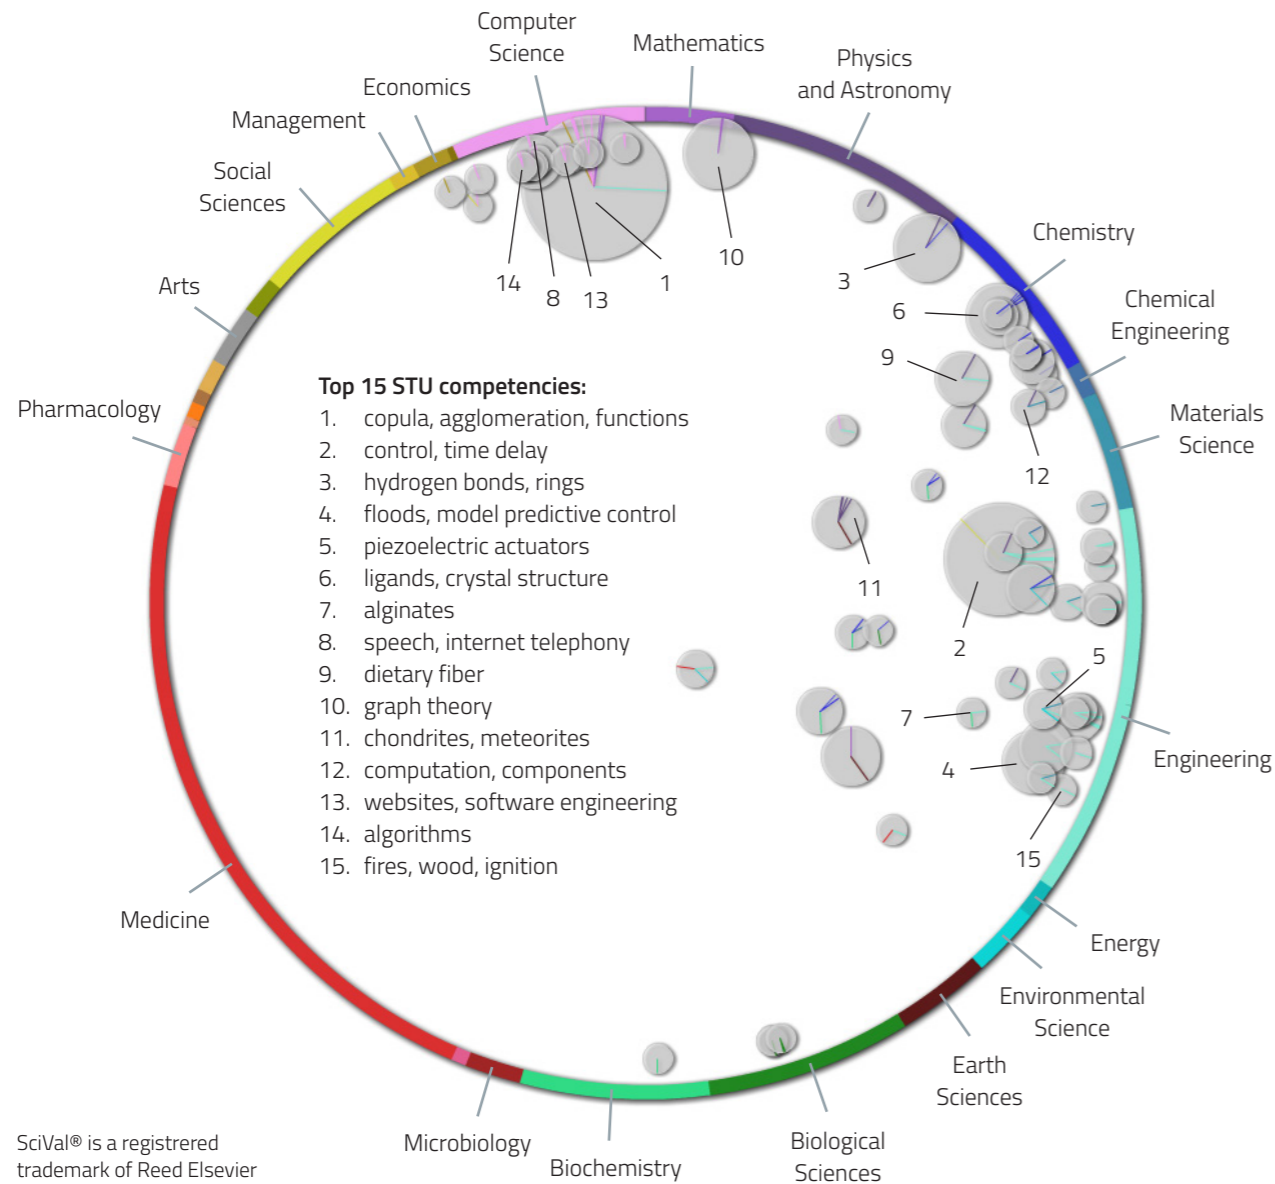 Computer
Science
Mathematics
Physics
and Astronomy
Economics
Management
Social
Sciences
Chemistry
Chemical
Engineering
Arts
Materials
Science
Pharmacology
14
8
13
1
10
3
6
9
12
11
2
5
7
4
15
Top 15 STU competencies:
1. copula, agglomeration, functions
2. control, time delay
3. hydrogen bonds, rings
4. floods, model predictive control
5. piezoelectric actuators
6. ligands, crystal structure
7. alginates
8. speech, internet telephony
9. dietary fiber
10. graph theory
11. chondrites, meteorites
12. computation, components
13. websites, software engineering
14. algorithms
15. fires, wood, ignition
Engineering
Medicine
Energy
Environmental
Science
Earth
Sciences
Microbiology
Biochemistry
Biological
Sciences
SciVal® is a registrered
trademark of Reed Elsevier